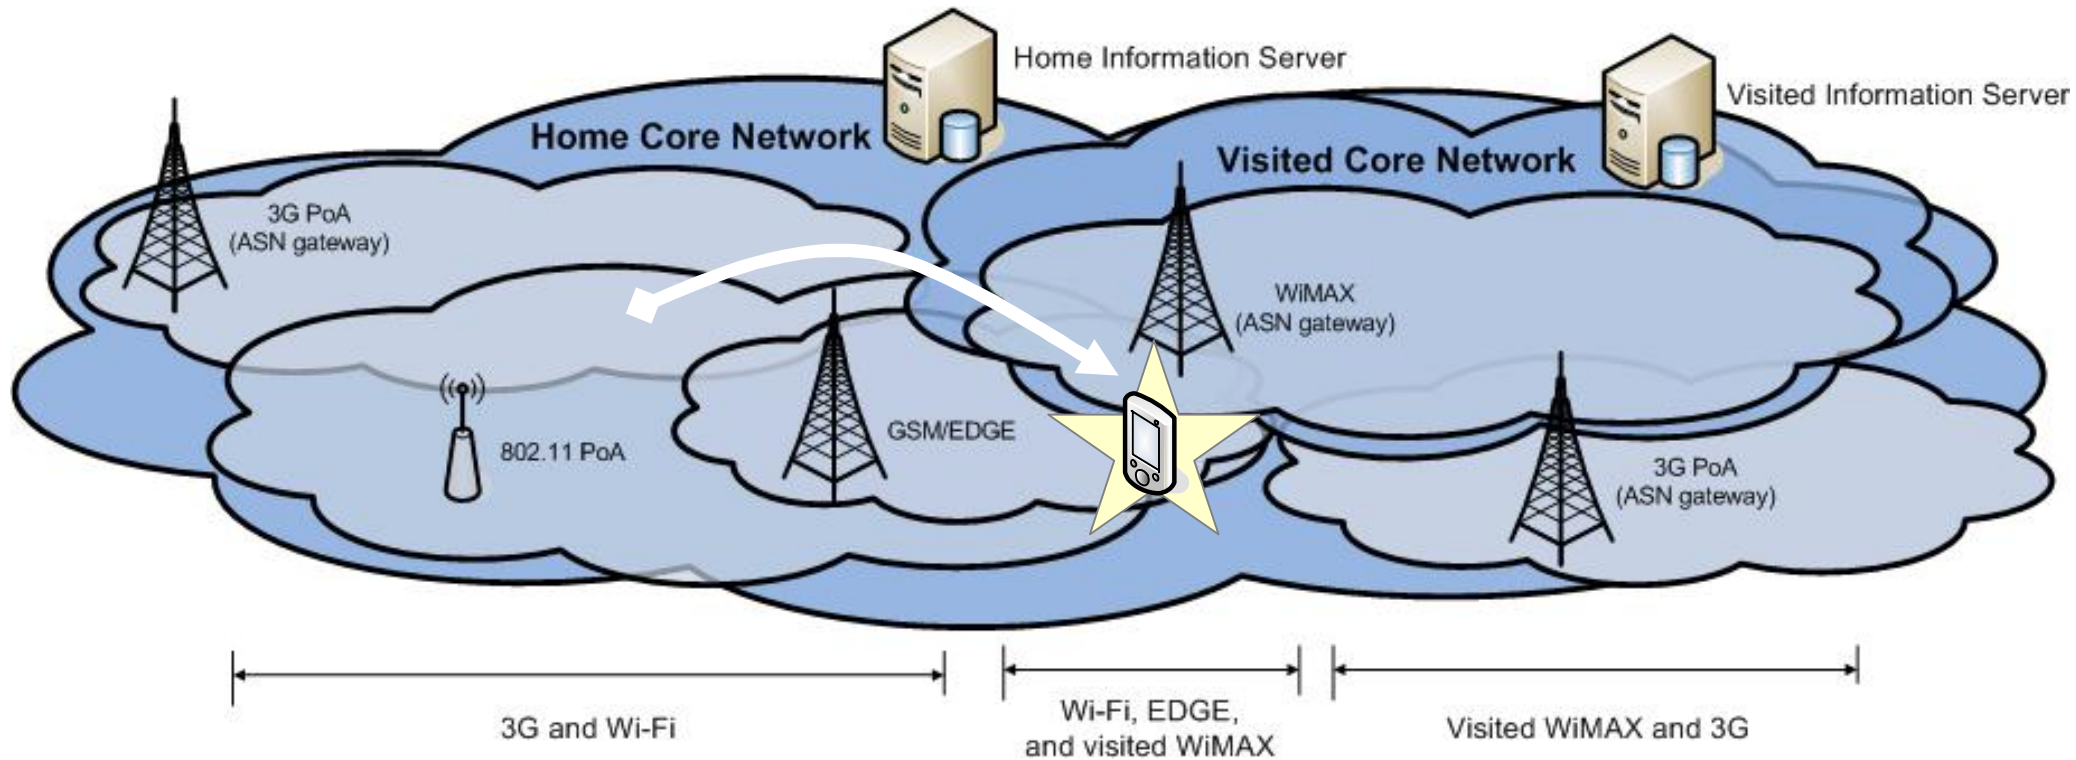 Home Information Server
Visited Information Server
Home Core Network
Visited Core Network
3G PoA
(ASN gateway)
WiMAX
(ASN gateway)
GSM/EDGE
802.11 PoA
3G PoA
(ASN gateway)
3G and Wi-Fi
Wi-Fi, EDGE,
and visited WiMAX
Visited WiMAX and 3G